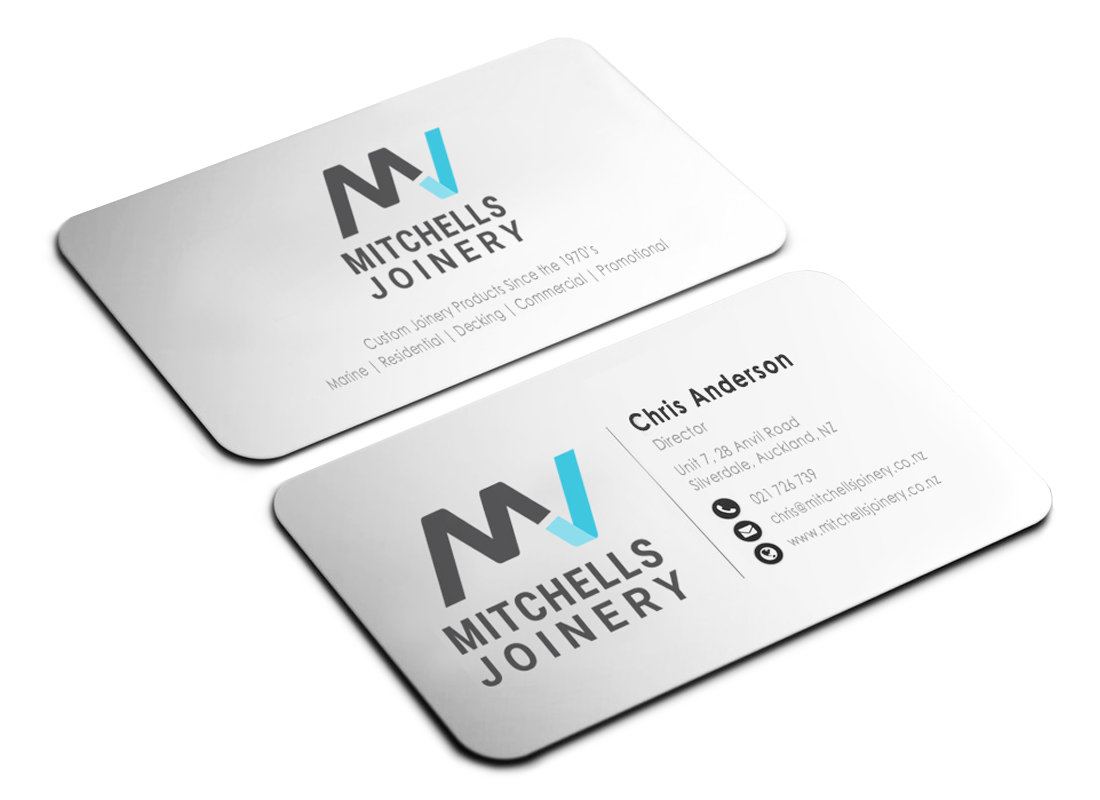 MITCHELLS
JOINERY
Custom Joinery Products Since the 1970's
Marine | Residential | Decking | Commercial | Promotional
MITCHELLS
JOINERY
Chris Anderson
Director
Unit 7, 28 Anvil Road
Silverdale, Auckland, NZ
021 726 739
chris@mitchellsjoinery.co.nz
www.mitchellsjoinery.co.nz